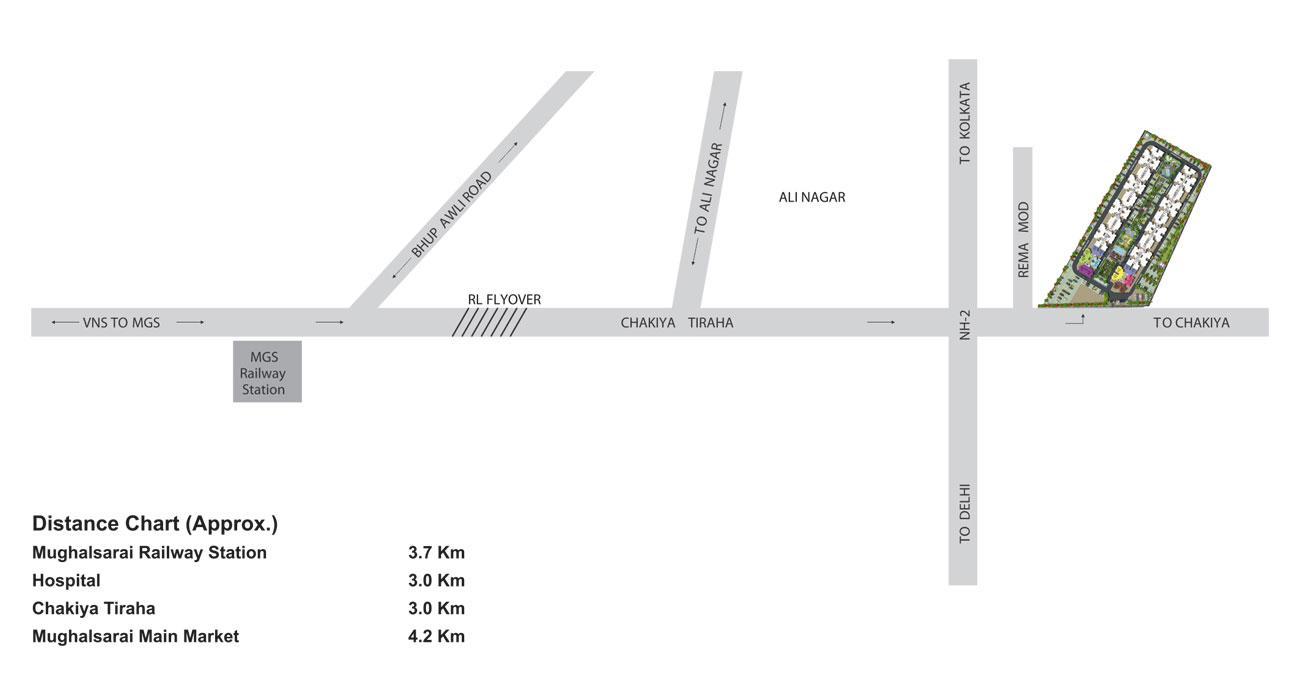 TO KOLKATA
BHUP AWLI ROAD
TO ALI NAGAR
ALI NAGAR
REMA MOD
RL FLYOVER
VNS TO MGS
CHAKIYA TIRAHA
NH-2
TO CHAKIYA
MGS
Railway
Station
TO DELHI
Distance Chart (Approx.)
Mughalsarai Railway Station 3.7 Km
Hospital 3.0 Km
Chakiya Tiraha 3.0 Km
Mughalsarai Main Market 4.2 Km